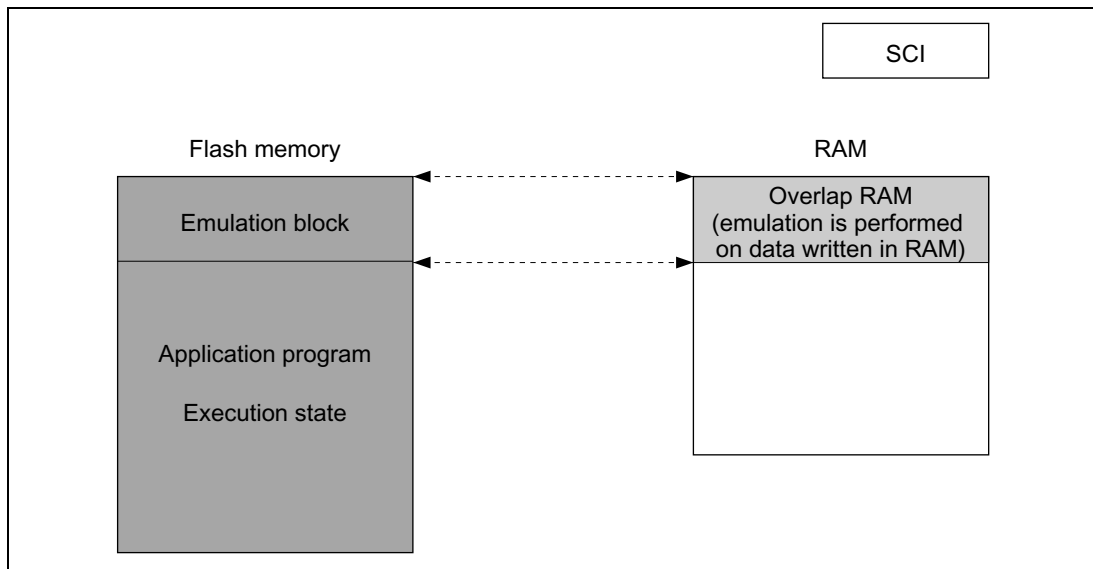 SCI
Flash memory
RAM
Emulation block
Overlap RAM
(emulation is performed
on data written in RAM)
Application program
Execution state